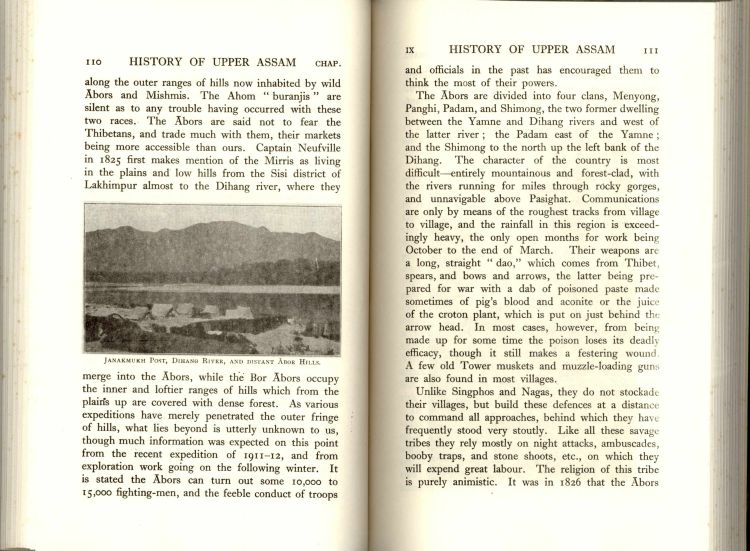 110 HISTORY OF UPPER ASSAM CHAP.
along the outer ranges of hills now inhabited by wild
Ābors and Mishmis. The Ahom “ buranjis ” are
silent as to any trouble having occurred with these
two races. The Ābors are said not to fear the
Thibetans, and trade much with them, their markets
being more accessible than ours. Captain Neufville
in 1825 first makes mention of the Mirris as living
in the plains and low hills from the Sisi district of
Lakhimpur almost to the Dihang river, where they
JANAKMUKH POST, DIHANG RIVER, AND DISTANT ĀBOR HILLS.
merge into the Ābors, while the Bor Ābors occupy
the inner and loftier ranges of hills which from the
plains up are covered with dense forest. As various
expeditions have merely penetrated the outer fringe
of hills, what lies beyond is utterly unknown to us,
though much information was expected on this point
from the recent expedition of 1911–12, and from
exploration work going on the following winter. It
is stated the Ābors can turn out some 10,000 to
15,000 fighting-men, and the feeble conduct of troops
IX HISTORY OF UPPER ASSAM 111
and officials in the past has encouraged them to
think the most of their powers.
The Ābors are divided into four clans, Menyong,
Panghi, Padam, and Shimong, the two former dwelling
between the Yamne and Dihang rivers and west of
the latter river ; the Padam east of the Yamne ;
and the Shimong to the north up the left bank of the
Dihang. The character of the country is most
difficult—entirely mountainous and forest-clad, with
the rivers running for miles through rocky gorges,
and unnavigable above Pasighat. Communications
are only by means of the roughest tracks from village
to village, and the rainfall in this region is exceed-
ingly heavy, the only open months for work being
October to the end of March. Their weapons are
a long, straight “ dao,” which comes from Thibet,
spears, and bows and arrows, the latter being pre-
pared for war with a dab of poisoned paste made
sometimes of pig’s blood and aconite or the juice
of the croton plant, which is put on just behind the
arrow head. In most cases, however, from being
made up for some time the poison loses its deadly
efficacy, though it still makes a festering wound.
A few old Tower muskets and muzzle-loading guns
are also found in most villages.
Unlike Singphos and Nagas, they do not stockade
their villages, but build these defences at a distance
to command all approaches, behind which they have
frequently stood very stoutly. Like all these savage
tribes they rely mostly on night attacks, ambuscades,
booby traps, and stone shoots, etc., on which they
will expend great labour. The religion of this tribe
is purely animistic. It was in 1826 that the Ābors